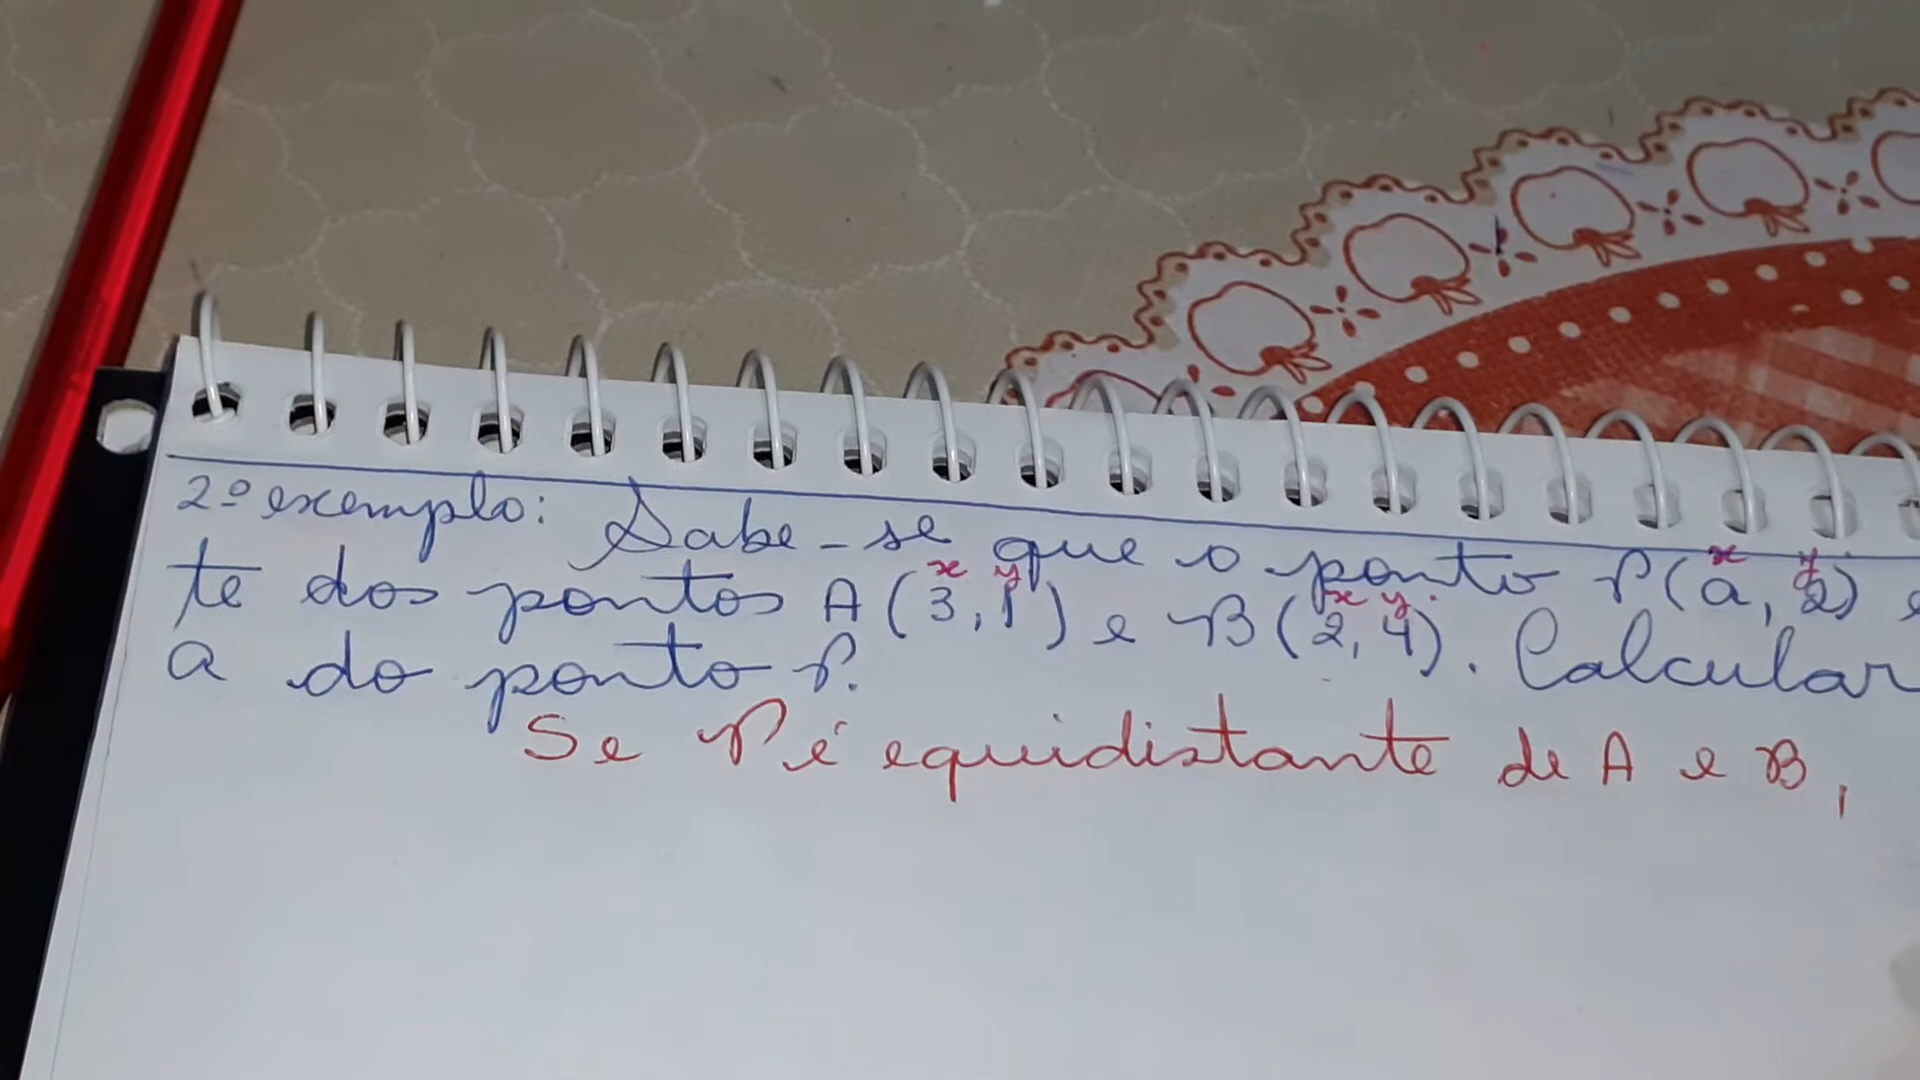 2º exemplo: Sabe-se que o ponto P(a, 2) é
x y x y x y
te dos pontos A(3,1) e B(2,4). Calcular
a do ponto P.
Se P é equidistante de A e B,